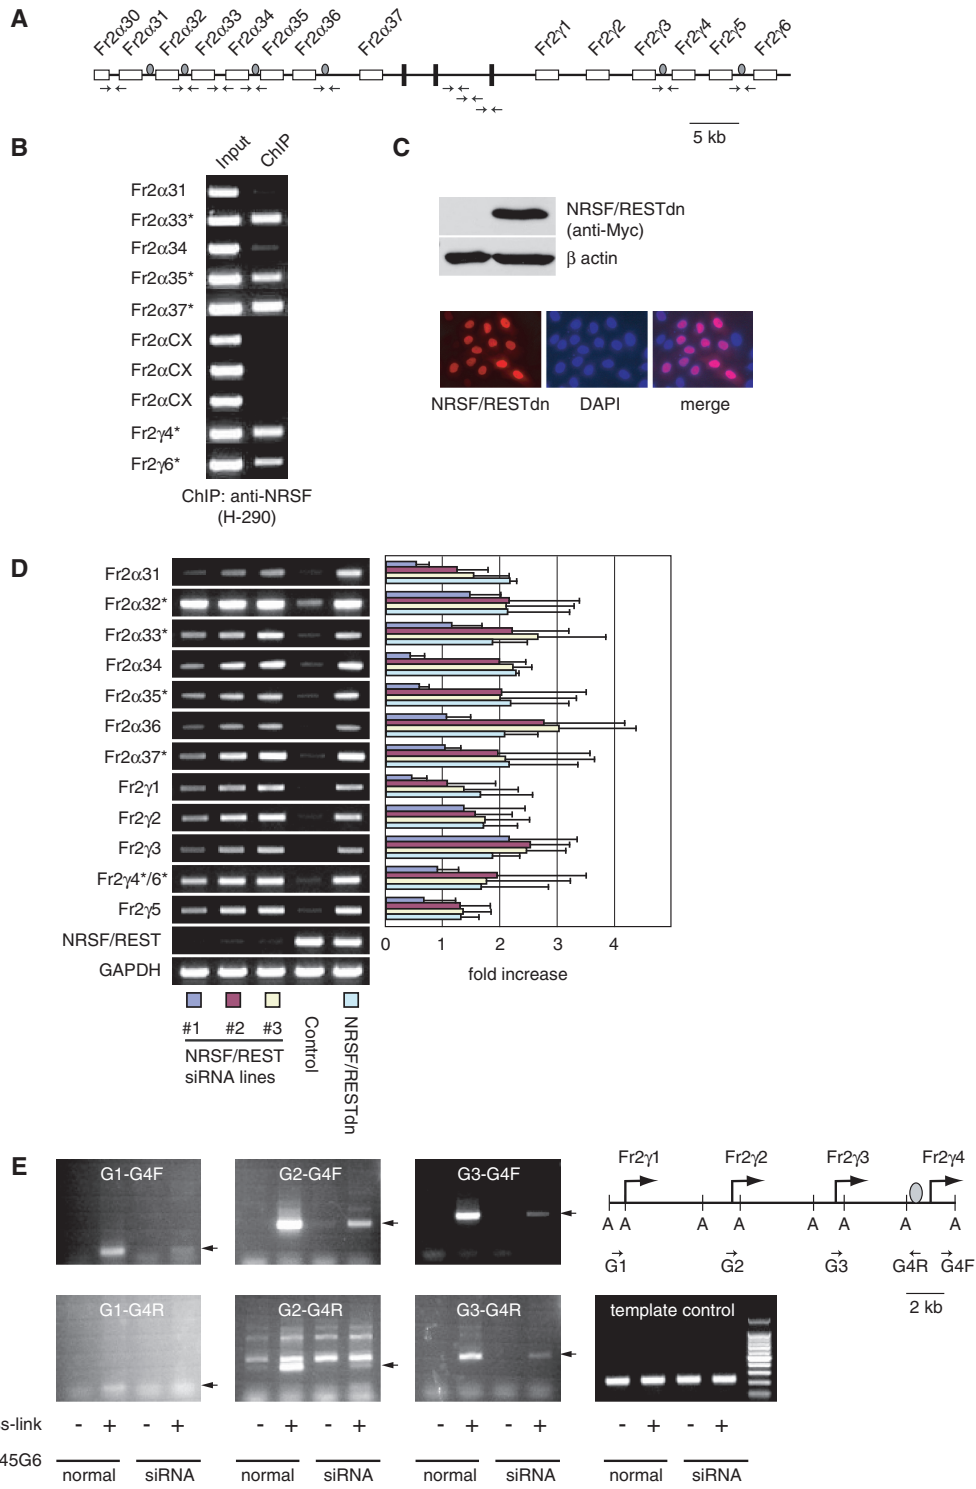 A
Fr2α30 Fr2α31 Fr2α32 Fr2α33 Fr2α34 Fr2α35 Fr2α36 Fr2α37 Fr2γ1 Fr2γ2 Fr2γ3 Fr2γ4 Fr2γ5 Fr2γ6
5 kb
B
Input ChIP
Fr2α31
Fr2α33*
Fr2α34
Fr2α35*
Fr2α37*
Fr2αCX
Fr2αCX
Fr2αCX
Fr2γ4*
Fr2γ6*
ChIP: anti-NRSF
(H-290)
C
NRSF/RESTdn
(anti-Myc)
β actin
NRSF/RESTdn DAPI merge
D
Fr2α31
Fr2α32*
Fr2α33*
Fr2α34
Fr2α35*
Fr2α36
Fr2α37*
Fr2γ1
Fr2γ2
Fr2γ3
Fr2γ4*/6*
Fr2γ5
NRSF/REST
GAPDH
0 1 2 3 4
fold increase
#1 #2 #3
NRSF/REST
siRNA lines
Control
NRSF/RESTdn
E
G1-G4F G2-G4F G3-G4F
Fr2γ1 Fr2γ2 Fr2γ3 Fr2γ4
A A A A A A A A
G1 G2 G3 G4R G4F
2 kb
G1-G4R G2-G4R G3-G4R template control
s-link - + - + - + - + - + - + - + - +
45G6
normal siRNA normal siRNA normal siRNA normal siRNA